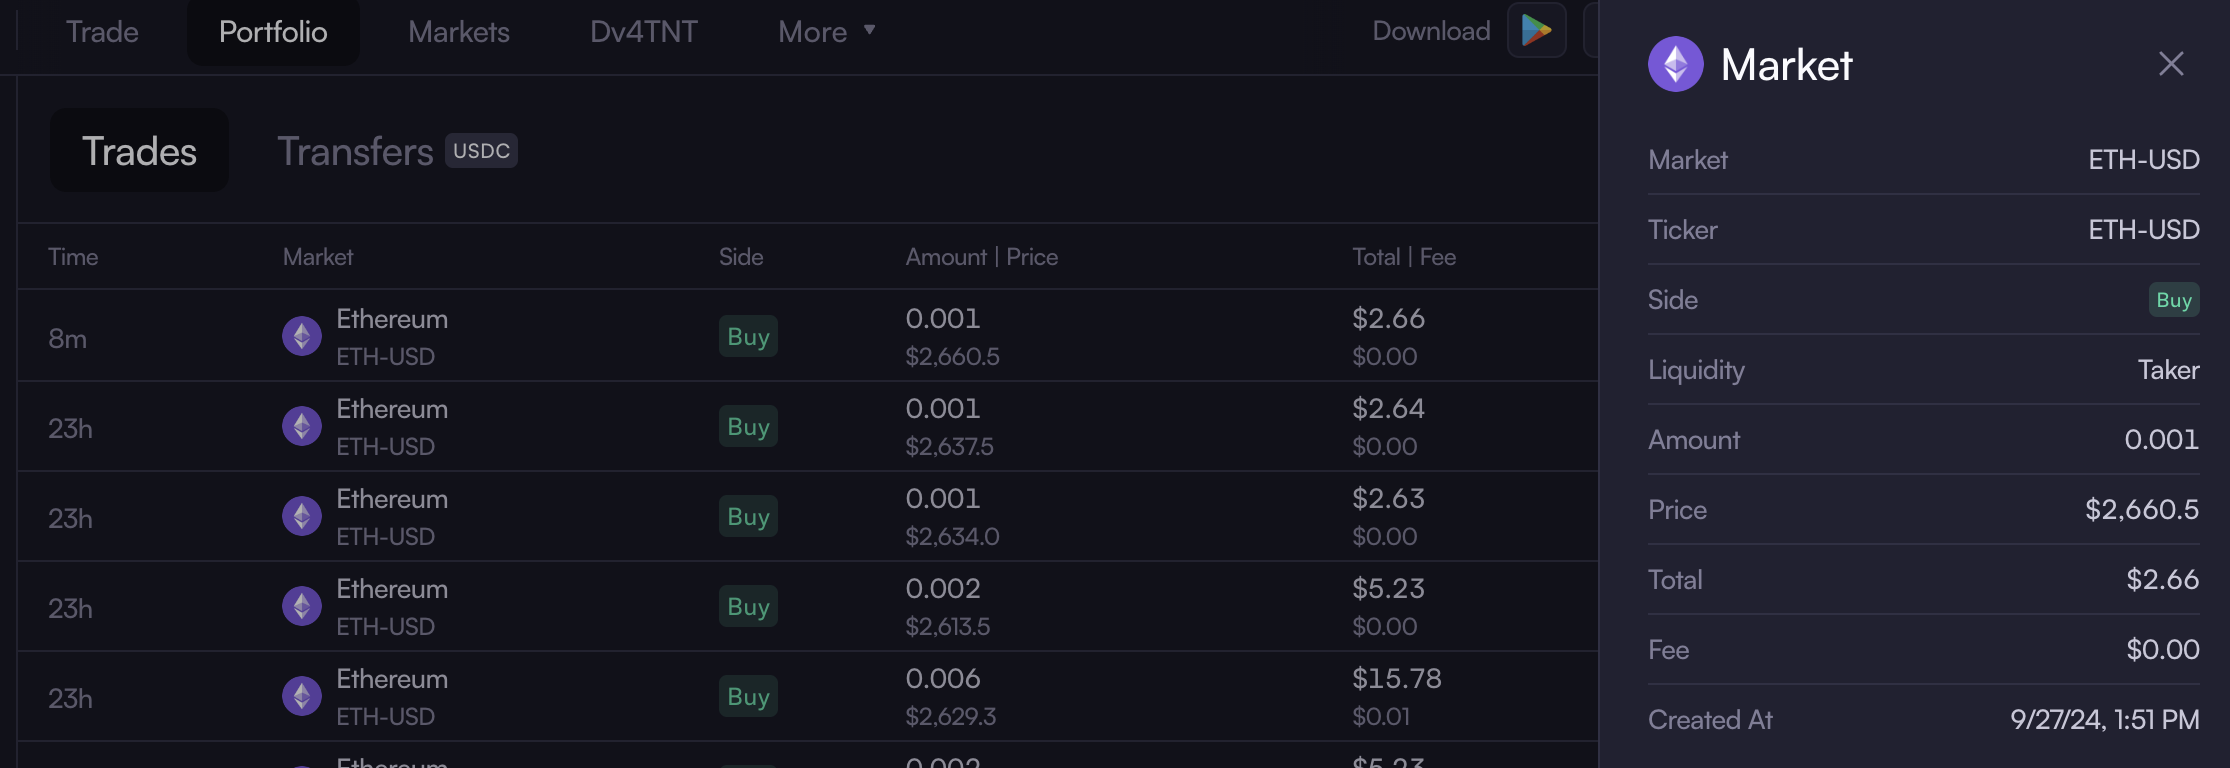 Trade Portfolio Markets Dv4TNT More Download
Trades Transfers USDC
Time Market Side Amount | Price Total | Fee
8m Ethereum Buy 0.001 $2.66
ETH-USD $2,660.5 $0.00
23h Ethereum Buy 0.001 $2.64
ETH-USD $2,637.5 $0.00
23h Ethereum Buy 0.001 $2.63
ETH-USD $2,634.0 $0.00
23h Ethereum Buy 0.002 $5.23
ETH-USD $2,613.5 $0.00
23h Ethereum Buy 0.006 $15.78
ETH-USD $2,629.3 $0.01
Ethereum 0.002 $5.23
Market
Market ETH-USD
Ticker ETH-USD
Side Buy
Liquidity Taker
Amount 0.001
Price $2,660.5
Total $2.66
Fee $0.00
Created At 9/27/24, 1:51 PM